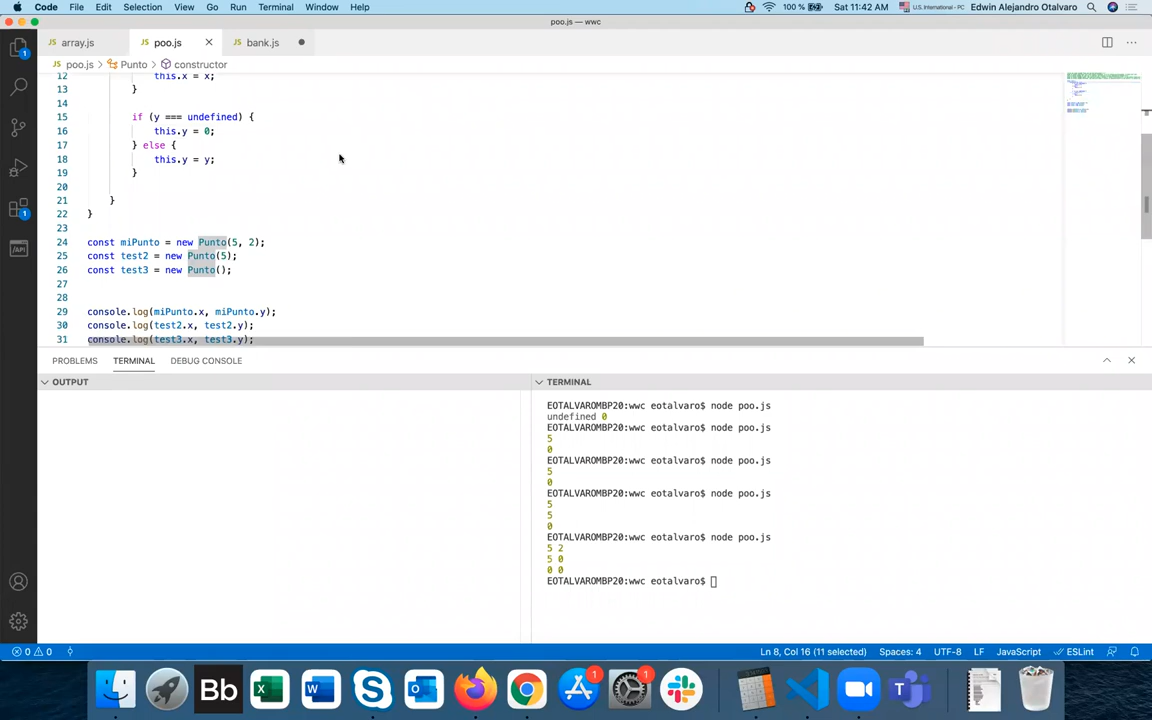 Code File Edit Selection View Go Run Terminal Window Help 100 % Sat 11:42 AM U.S. International - PC Edwin Alejandro Otalvaro
poo.js — wwc
array.js poo.js bank.js
poo.js > Punto > constructor
12 this.x = x;
13 }
14
15 if (y === undefined) {
16 this.y = 0;
17 } else {
18 this.y = y;
19 }
20
21 }
22 }
23
24 const miPunto = new Punto(5, 2);
25 const test2 = new Punto(5);
26 const test3 = new Punto();
27
28
29 console.log(miPunto.x, miPunto.y);
30 console.log(test2.x, test2.y);
31 console.log(test3.x, test3.y);
PROBLEMS TERMINAL DEBUG CONSOLE
OUTPUT
TERMINAL
EOTALVAROMBP20:wwc eotalvaro$ node poo.js
undefined 0
EOTALVAROMBP20:wwc eotalvaro$ node poo.js
5
0
EOTALVAROMBP20:wwc eotalvaro$ node poo.js
5
0
EOTALVAROMBP20:wwc eotalvaro$ node poo.js
5
5
0
EOTALVAROMBP20:wwc eotalvaro$ node poo.js
5 2
5 0
0 0
EOTALVAROMBP20:wwc eotalvaro$
0 0 Ln 8, Col 16 (11 selected) Spaces: 4 UTF-8 LF JavaScript ESLint
1
1
/API
Bb X W S O 1 1 T